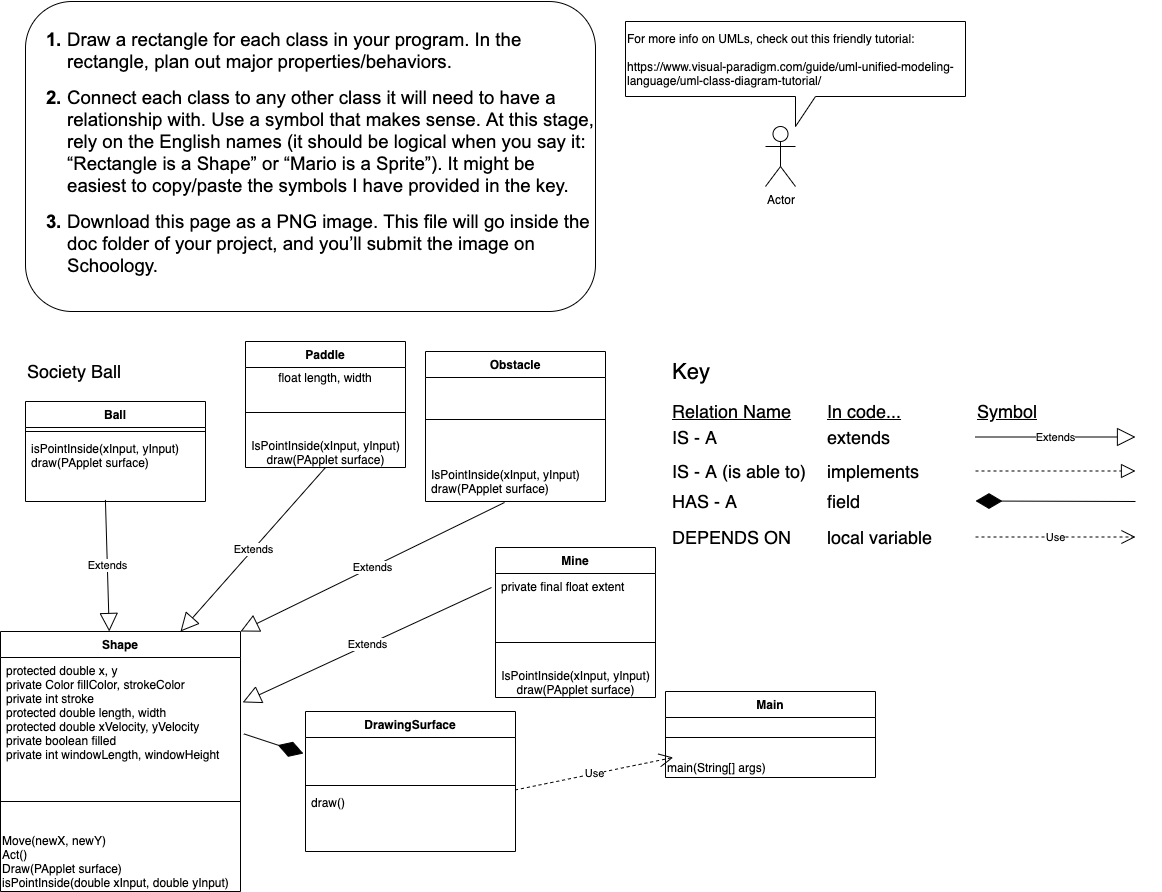 1. Draw a rectangle for each class in your program. In the
rectangle, plan out major properties/behaviors.
2. Connect each class to any other class it will need to have a
relationship with. Use a symbol that makes sense. At this stage,
rely on the English names (it should be logical when you say it:
“Rectangle is a Shape” or “Mario is a Sprite”). It might be
easiest to copy/paste the symbols I have provided in the key.
3. Download this page as a PNG image. This file will go inside the
doc folder of your project, and you’ll submit the image on
Schoology.
For more info on UMLs, check out this friendly tutorial:
https://www.visual-paradigm.com/guide/uml-unified-modeling-
language/uml-class-diagram-tutorial/
Actor
Society Ball
Ball
isPointInside(xInput, yInput)
draw(PApplet surface)
Paddle
float length, width
IsPointInside(xInput, yInput)
draw(PApplet surface)
Obstacle
IsPointInside(xInput, yInput)
draw(PApplet surface)
Key
Relation Name In code... Symbol
IS - A extends Extends
IS - A (is able to) implements
HAS - A field
DEPENDS ON local variable Use
Extends
Extends
Extends
Extends
Mine
private final float extent
IsPointInside(xInput, yInput)
draw(PApplet surface)
Shape
protected double x, y
private Color fillColor, strokeColor
private int stroke
protected double length, width
protected double xVelocity, yVelocity
private boolean filled
private int windowLength, windowHeight
Move(newX, newY)
Act()
Draw(PApplet surface)
isPointInside(double xInput, double yInput)
DrawingSurface
draw()
Use
Main
main(String[] args)